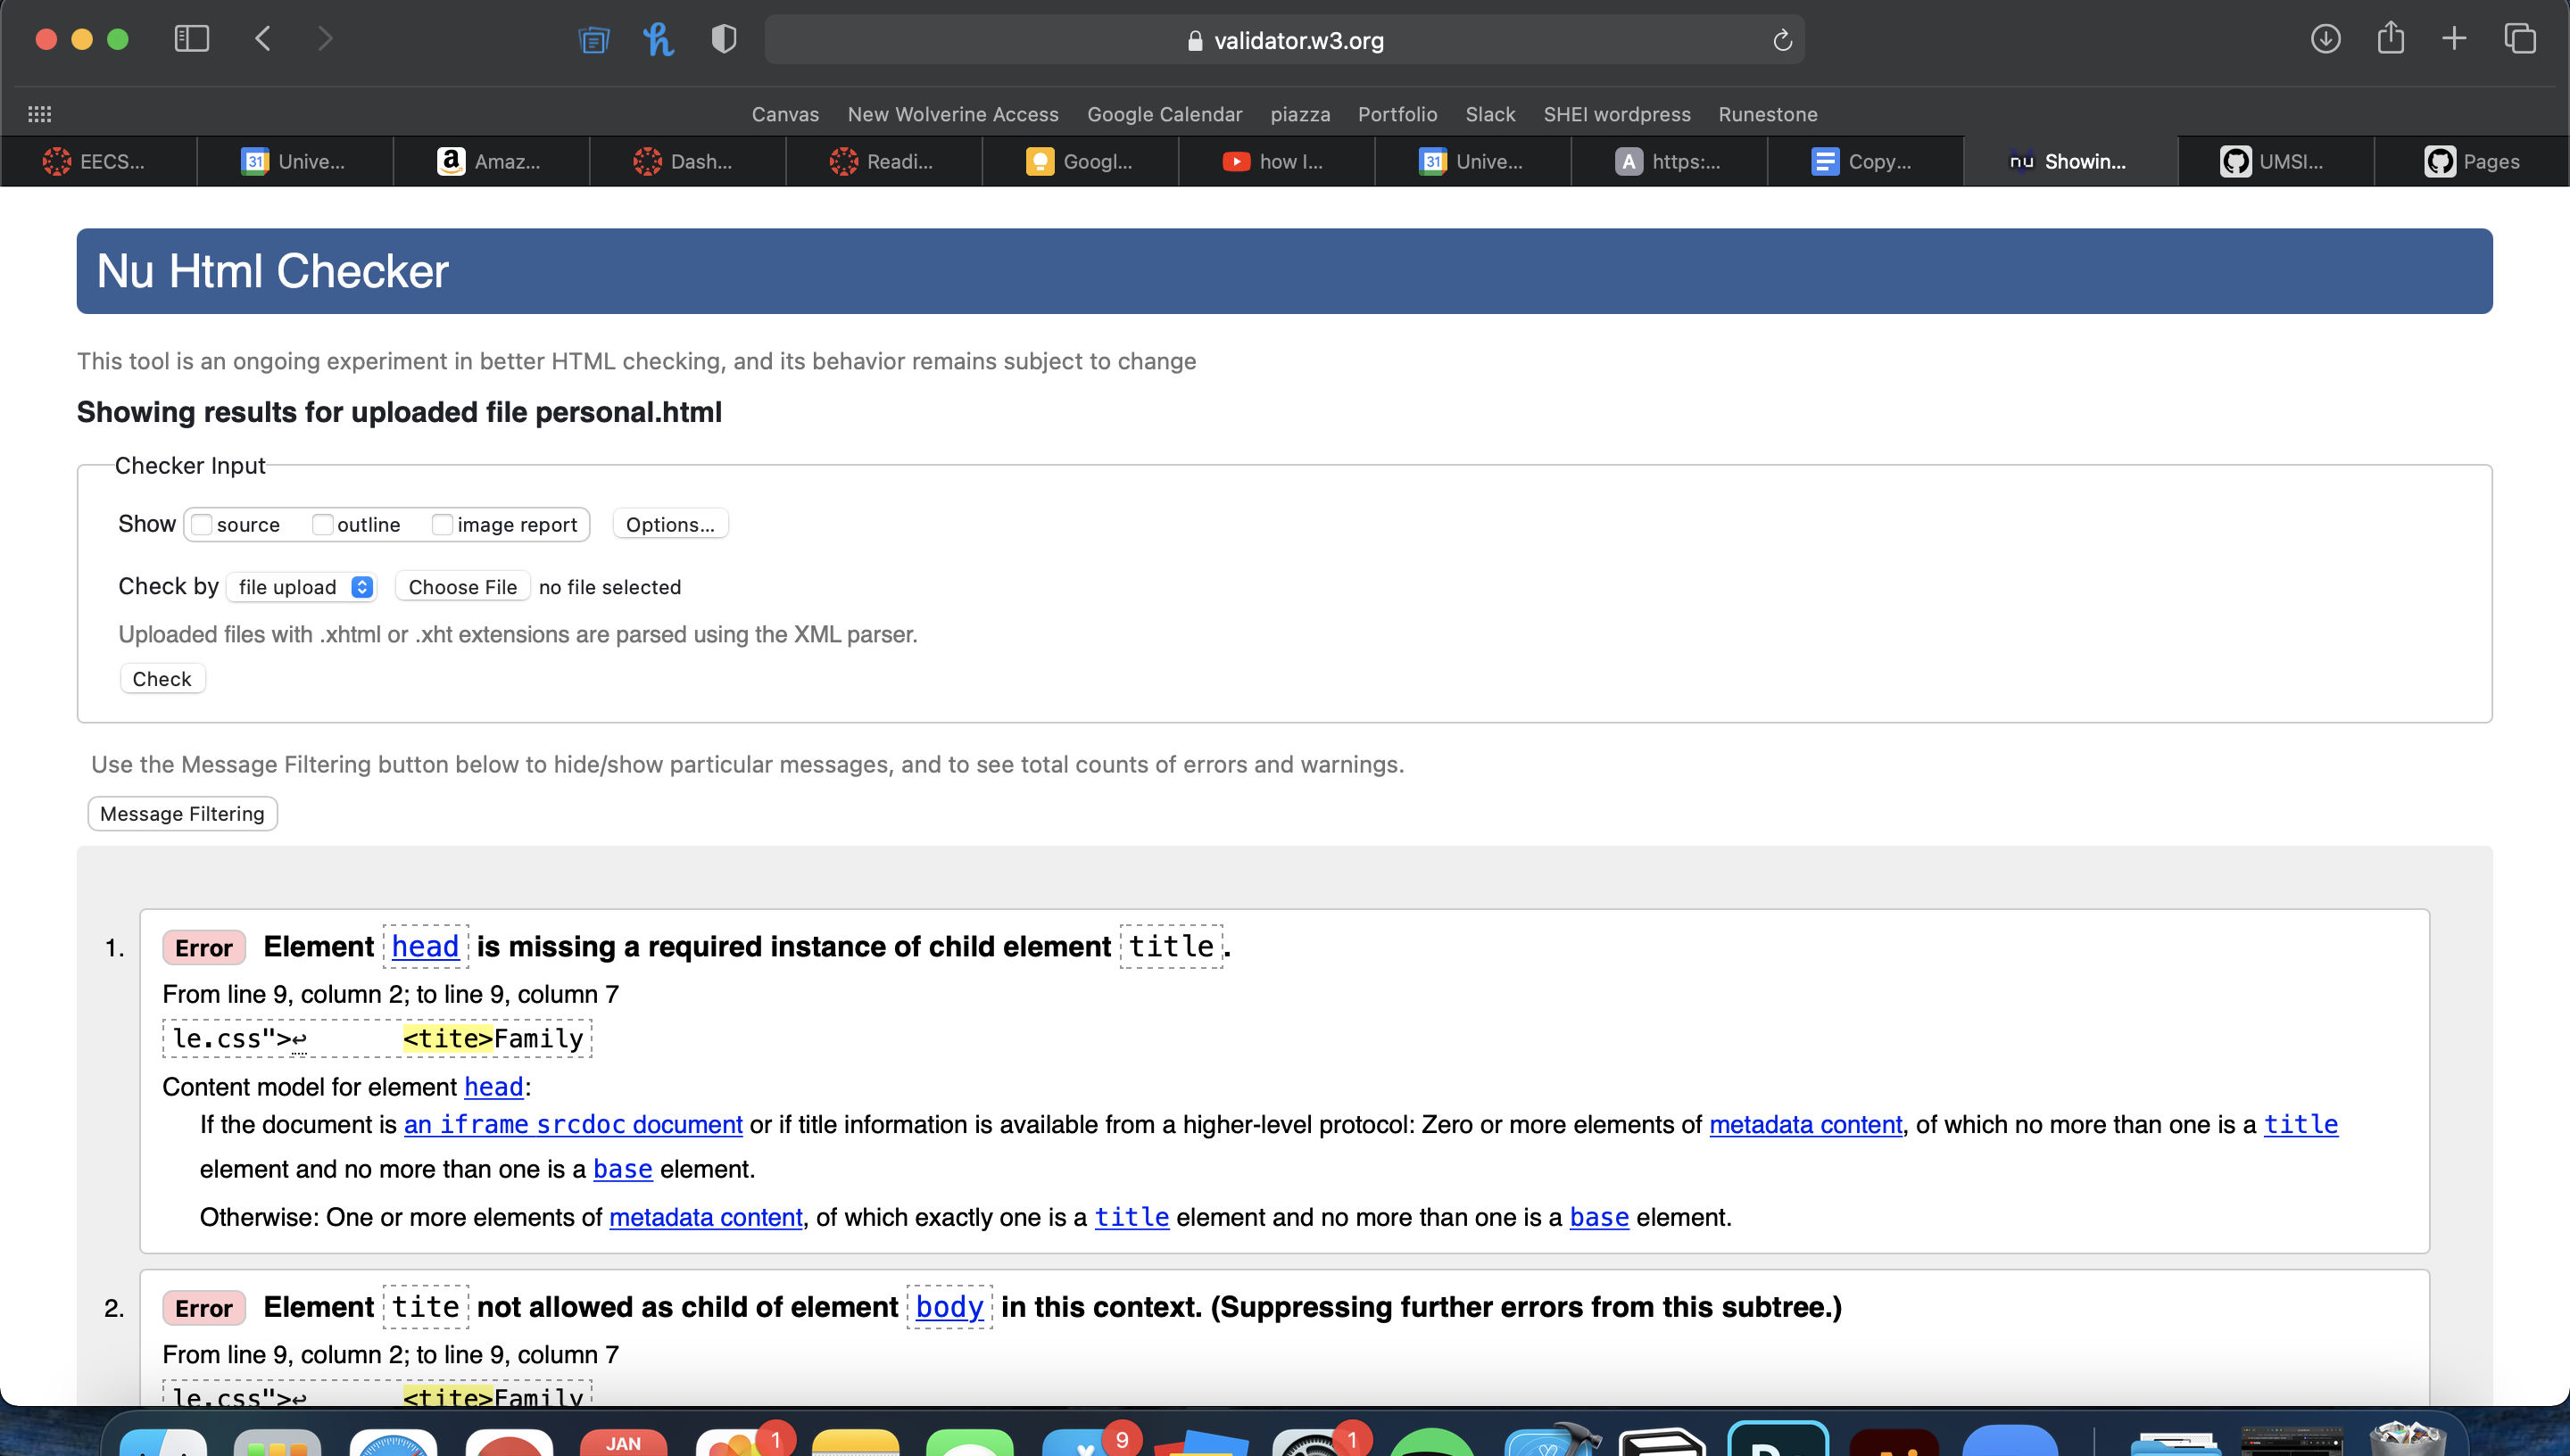 validator.w3.org
Canvas New Wolverine Access Google Calendar piazza Portfolio Slack SHEI wordpress Runestone
EECS... 31 Unive... a Amaz... Dash... Readi... Googl... how I... 31 Unive... A https:... Copy... nu Showin... UMSI... Pages
Nu Html Checker
This tool is an ongoing experiment in better HTML checking, and its behavior remains subject to change
Showing results for uploaded file personal.html
Checker Input
Show source outline image report Options...
Check by file upload Choose File no file selected
Uploaded files with .xhtml or .xht extensions are parsed using the XML parser.
Check
Use the Message Filtering button below to hide/show particular messages, and to see total counts of errors and warnings.
Message Filtering
1. Error Element head is missing a required instance of child element title.
From line 9, column 2; to line 9, column 7
le.css">↩ <tite>Family
Content model for element head:
If the document is an iframe srcdoc document or if title information is available from a higher-level protocol: Zero or more elements of metadata content, of which no more than one is a title
element and no more than one is a base element.
Otherwise: One or more elements of metadata content, of which exactly one is a title element and no more than one is a base element.
2. Error Element tite not allowed as child of element body in this context. (Suppressing further errors from this subtree.)
From line 9, column 2; to line 9, column 7
le.css">↩ <tite>Family
JAN 1 9 1